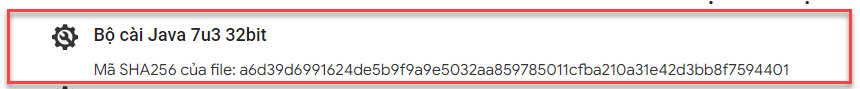 Bộ cài Java 7u3 32bit
Mã SHA256 của file: a6d39d6991624de5b9f9a9e5032aa859785011cfba210a31e42d3bb8f7594401